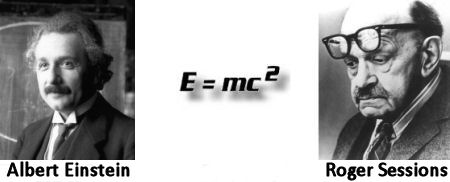 E = mc²
Albert Einstein
Roger Sessions